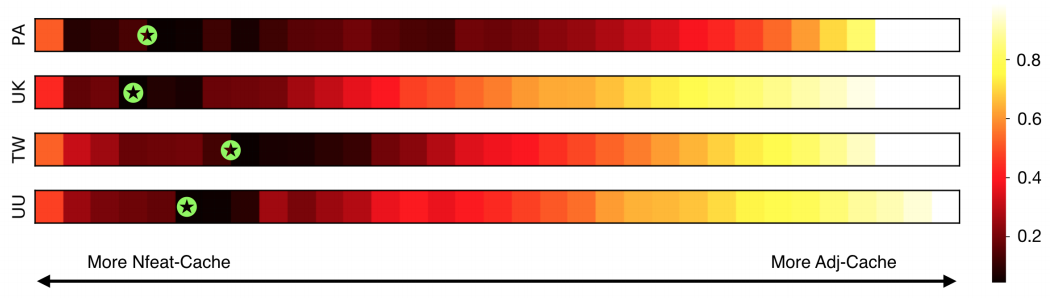 PA
UK
TW
UU
0.8
0.6
0.4
0.2
More Nfeat-Cache
More Adj-Cache